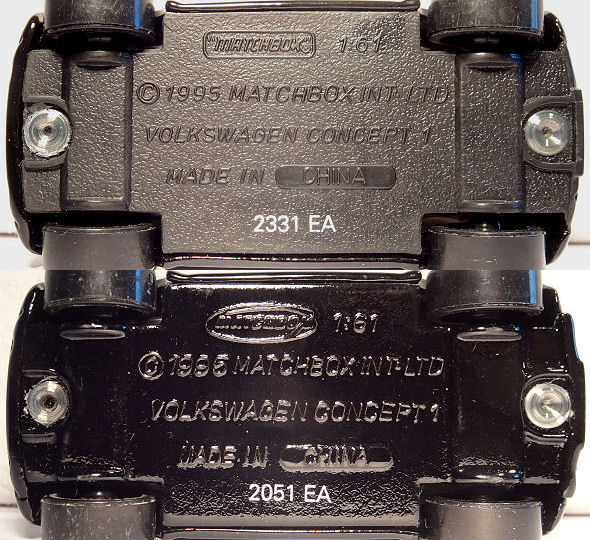 MATCHBOX 1:61
© 1995 MATCHBOX INT'L LTD
VOLKSWAGEN CONCEPT 1
MADE IN CHINA
2331 EA
MATCHBOX 1:61
© 1995 MATCHBOX INT'L LTD
VOLKSWAGEN CONCEPT 1
MADE IN CHINA
2051 EA